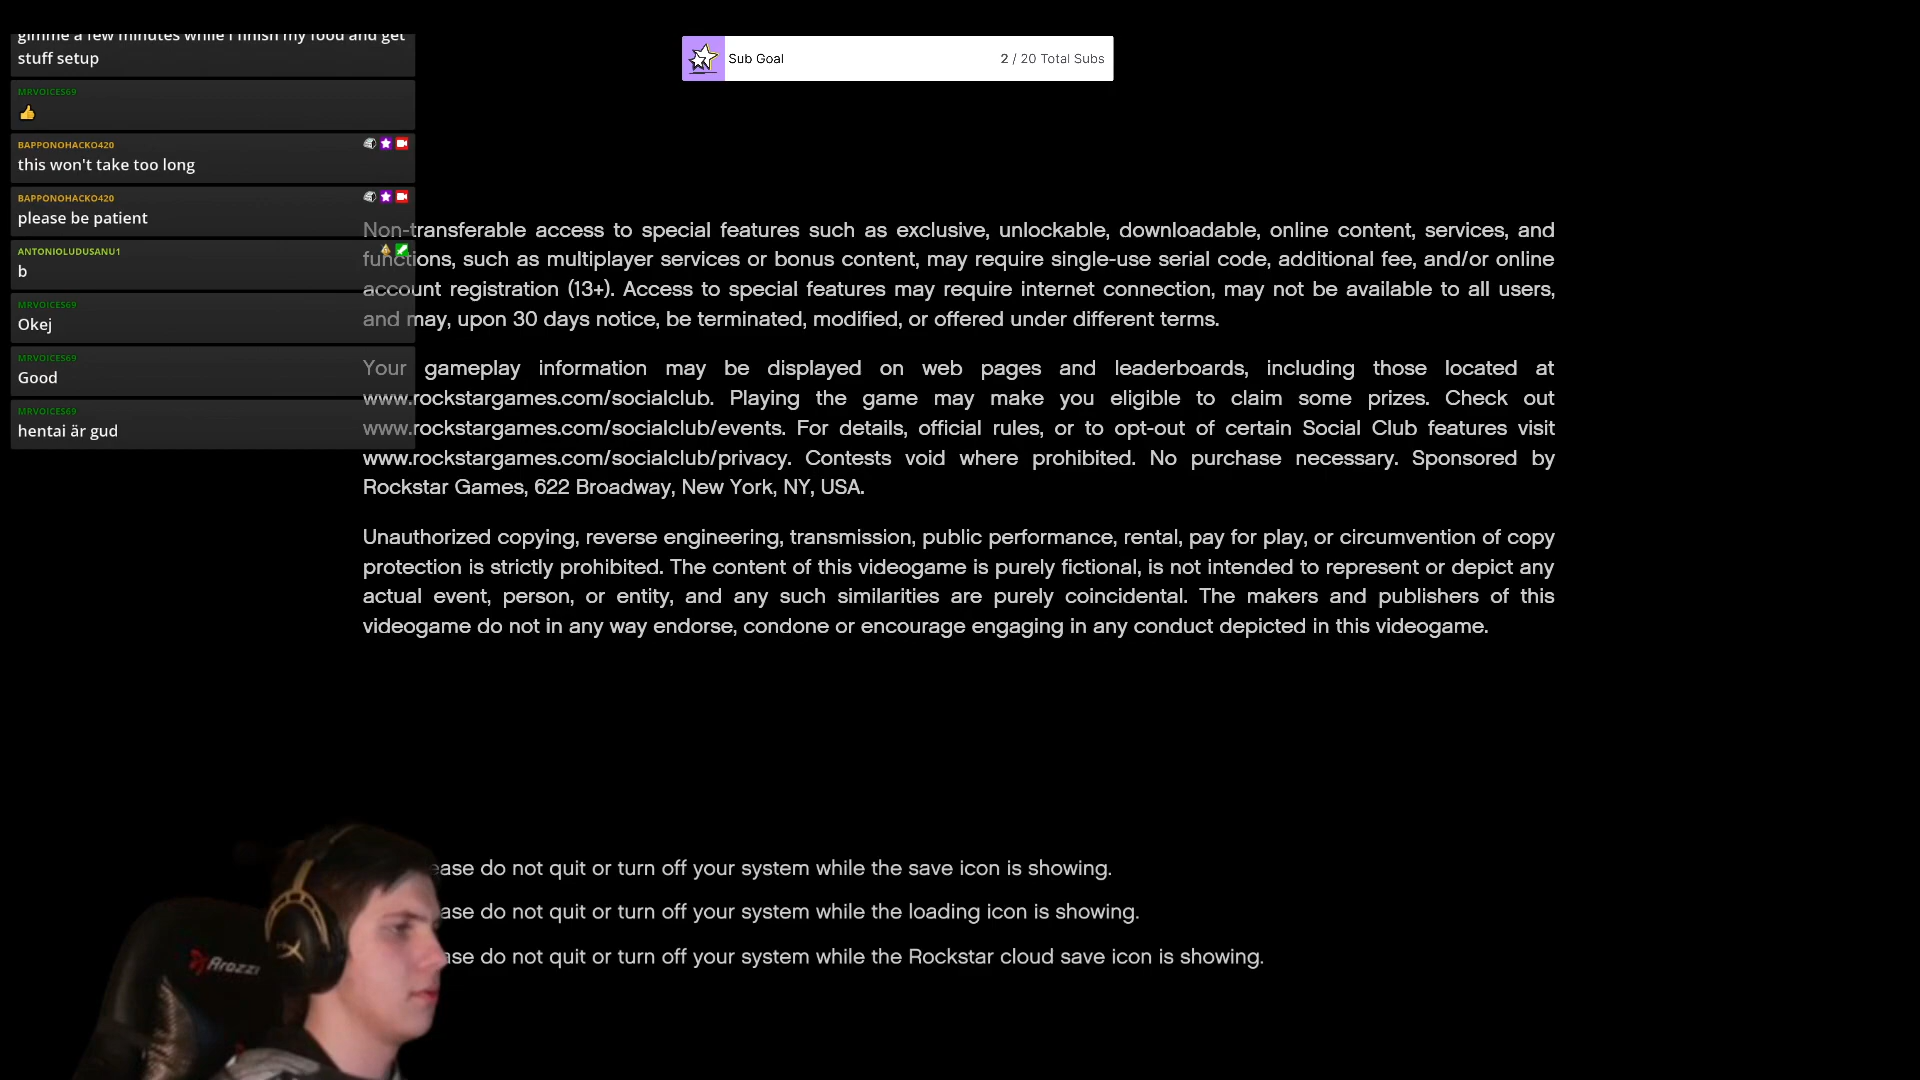 gimme a few minutes while i finish my food and get
stuff setup
MRVOICES69
👍
BAPPONOHACKO420
this won't take too long
BAPPONOHACKO420
please be patient
ANTONIOLUDUSANU1
b
MRVOICES69
Okej
MRVOICES69
Good
MRVOICES69
hentai är gud
Sub Goal
2 / 20 Total Subs
Non-transferable access to special features such as exclusive, unlockable, downloadable, online content, services, and
functions, such as multiplayer services or bonus content, may require single-use serial code, additional fee, and/or online
account registration (13+). Access to special features may require internet connection, may not be available to all users,
and may, upon 30 days notice, be terminated, modified, or offered under different terms.
Your gameplay information may be displayed on web pages and leaderboards, including those located at
www.rockstargames.com/socialclub. Playing the game may make you eligible to claim some prizes. Check out
www.rockstargames.com/socialclub/events. For details, official rules, or to opt-out of certain Social Club features visit
www.rockstargames.com/socialclub/privacy. Contests void where prohibited. No purchase necessary. Sponsored by
Rockstar Games, 622 Broadway, New York, NY, USA.
Unauthorized copying, reverse engineering, transmission, public performance, rental, pay for play, or circumvention of copy
protection is strictly prohibited. The content of this videogame is purely fictional, is not intended to represent or depict any
actual event, person, or entity, and any such similarities are purely coincidental. The makers and publishers of this
videogame do not in any way endorse, condone or encourage engaging in any conduct depicted in this videogame.
ease do not quit or turn off your system while the save icon is showing.
ase do not quit or turn off your system while the loading icon is showing.
ase do not quit or turn off your system while the Rockstar cloud save icon is showing.
Arozzi